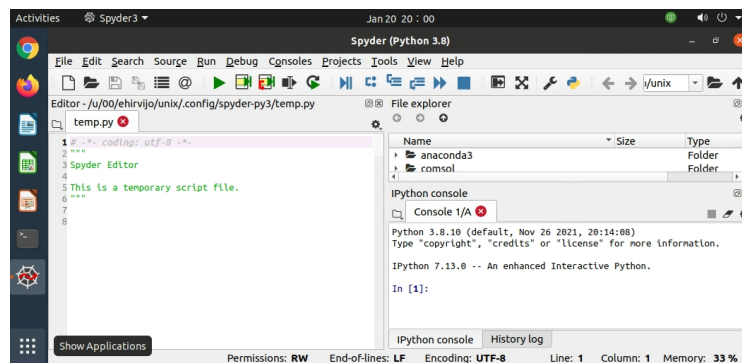 Activities Spyder3 Jan 20 20:00
Spyder (Python 3.8)
File Edit Search Source Run Debug Consoles Projects Tools View Help
/unix
Editor - /u/00/ehirvijo/unix/.config/spyder-py3/temp.py
temp.py
1 # -*- coding: utf-8 -*-
2 """
3 Spyder Editor
4
5 This is a temporary script file.
6 """
7
8
File explorer
Name Size Type
anaconda3 Folder
comsol Folder
IPython console
Console 1/A
Python 3.8.10 (default, Nov 26 2021, 20:14:08)
Type "copyright", "credits" or "license" for more information.
IPython 7.13.0 -- An enhanced Interactive Python.
In [1]:
IPython console History log
Show Applications
Permissions: RW End-of-lines: LF Encoding: UTF-8 Line: 1 Column: 1 Memory: 33 %